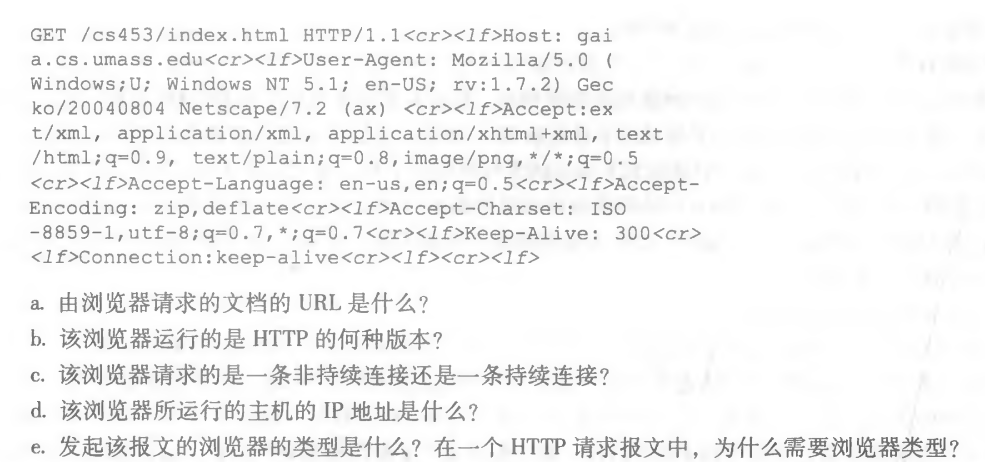 GET /cs453/index.html HTTP/1.1<cr><lf>Host: gai
a.cs.umass.edu<cr><lf>User-Agent: Mozilla/5.0 (
Windows;U; Windows NT 5.1; en-US; rv:1.7.2) Gec
ko/20040804 Netscape/7.2 (ax) <cr><lf>Accept:ex
t/xml, application/xml, application/xhtml+xml, text
/html;q=0.9, text/plain;q=0.8,image/png,*/*;q=0.5
<cr><lf>Accept-Language: en-us,en;q=0.5<cr><lf>Accept-
Encoding: zip,deflate<cr><lf>Accept-Charset: ISO
-8859-1,utf-8;q=0.7,*;q=0.7<cr><lf>Keep-Alive: 300<cr>
<lf>Connection:keep-alive<cr><lf><cr><lf>
a. 由浏览器请求的文档的 URL 是什么?
b. 该浏览器运行的是 HTTP 的何种版本?
c. 该浏览器请求的是一条非持续连接还是一条持续连接?
d. 该浏览器所运行的主机的 IP 地址是什么?
e. 发起该报文的浏览器的类型是什么? 在一个 HTTP 请求报文中，为什么需要浏览器类型?